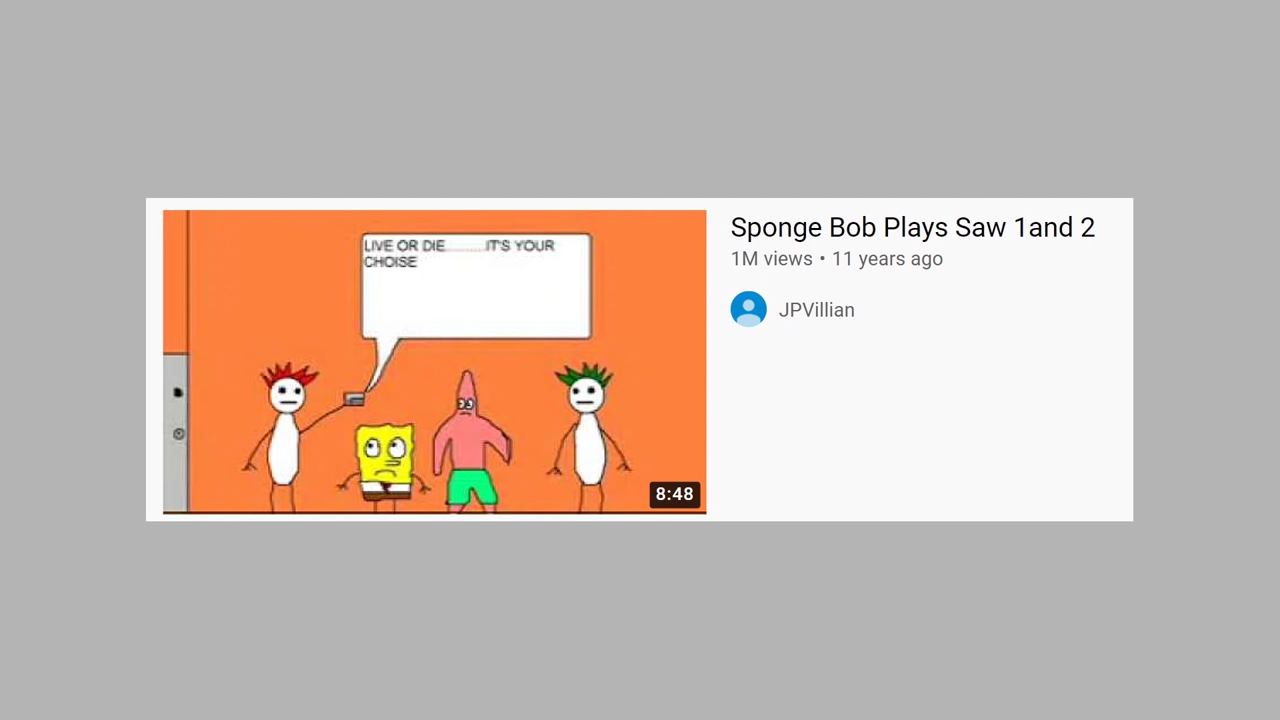 LIVE OR DIE.........IT'S YOUR
CHOISE
8:48
Sponge Bob Plays Saw 1and 2
1M views • 11 years ago
JPVillian